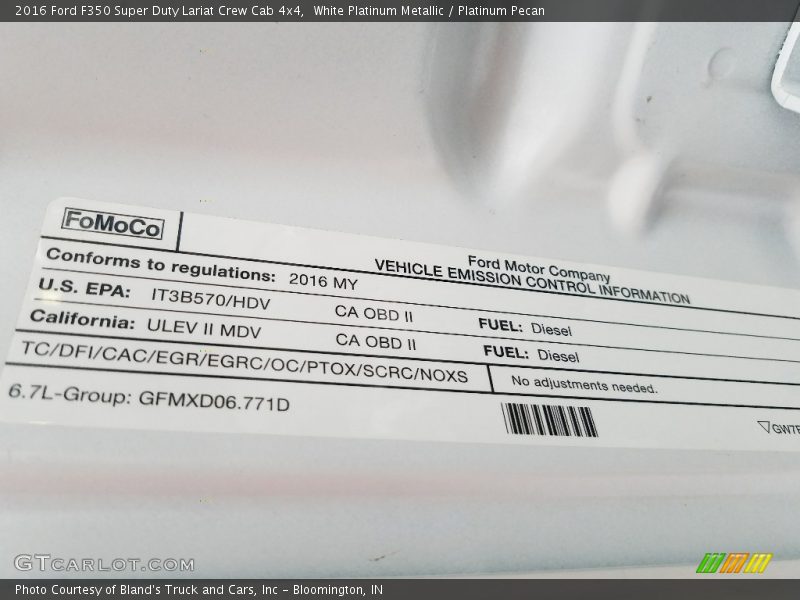 2016 Ford F350 Super Duty Lariat Crew Cab 4x4, White Platinum Metallic / Platinum Pecan
FoMoCo
Ford Motor Company
VEHICLE EMISSION CONTROL INFORMATION
Conforms to regulations: 2016 MY
U.S. EPA: IT3B570/HDV CA OBD II FUEL: Diesel
California: ULEV II MDV CA OBD II FUEL: Diesel
TC/DFI/CAC/EGR/EGRC/OC/PTOX/SCRC/NOXS No adjustments needed.
6.7L-Group: GFMXD06.771D
GTCARLOT.COM
Photo Courtesy of Bland's Truck and Cars, Inc – Bloomington, IN